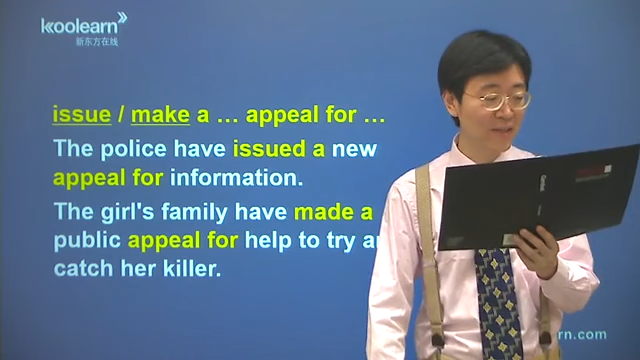 koolearn
新东方在线
issue / make a … appeal for …
The police have issued a new
appeal for information.
The girl's family have made a
public appeal for help to try
catch her killer.
rn.com